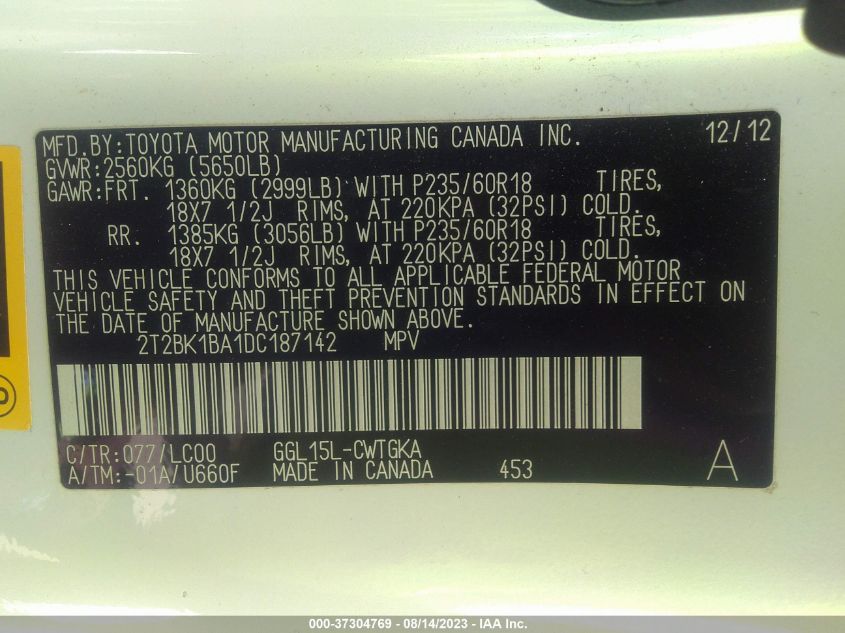 MFD.BY:TOYOTA MOTOR MANUFACTURING CANADA INC. 12/12
GVWR:2560KG (5650LB)
GAWR:FRT. 1360KG (2999LB) WITH P235/60R18 TIRES,
18X7 1/2J RIMS, AT 220KPA (32PSI) COLD.
RR. 1385KG (3056LB) WITH P235/60R18 TIRES,
18X7 1/2J RIMS, AT 220KPA (32PSI) COLD.
THIS VEHICLE CONFORMS TO ALL APPLICABLE FEDERAL MOTOR
VEHICLE SAFETY AND THEFT PREVENTION STANDARDS IN EFFECT ON
THE DATE OF MANUFACTURE SHOWN ABOVE.
2T2BK1BA1DC187142 MPV
C/TR:077/LC00 GGL15L-CWTGKA
A/TM:-01A/U660F MADE IN CANADA 453 A
000-37304769 - 08/14/2023 - IAA Inc.